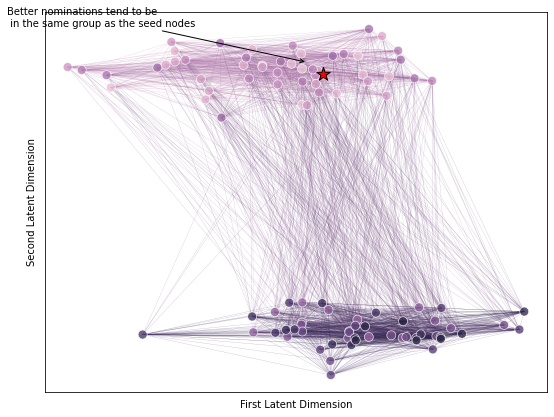 Better nominations tend to be
in the same group as the seed nodes
Second Latent Dimension
First Latent Dimension